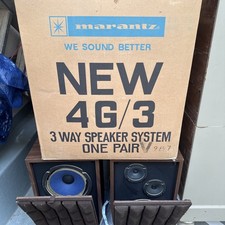 marantz
WE SOUND BETTER
NEW
4G/3
3 WAY SPEAKER SYSTEM
ONE PAIR